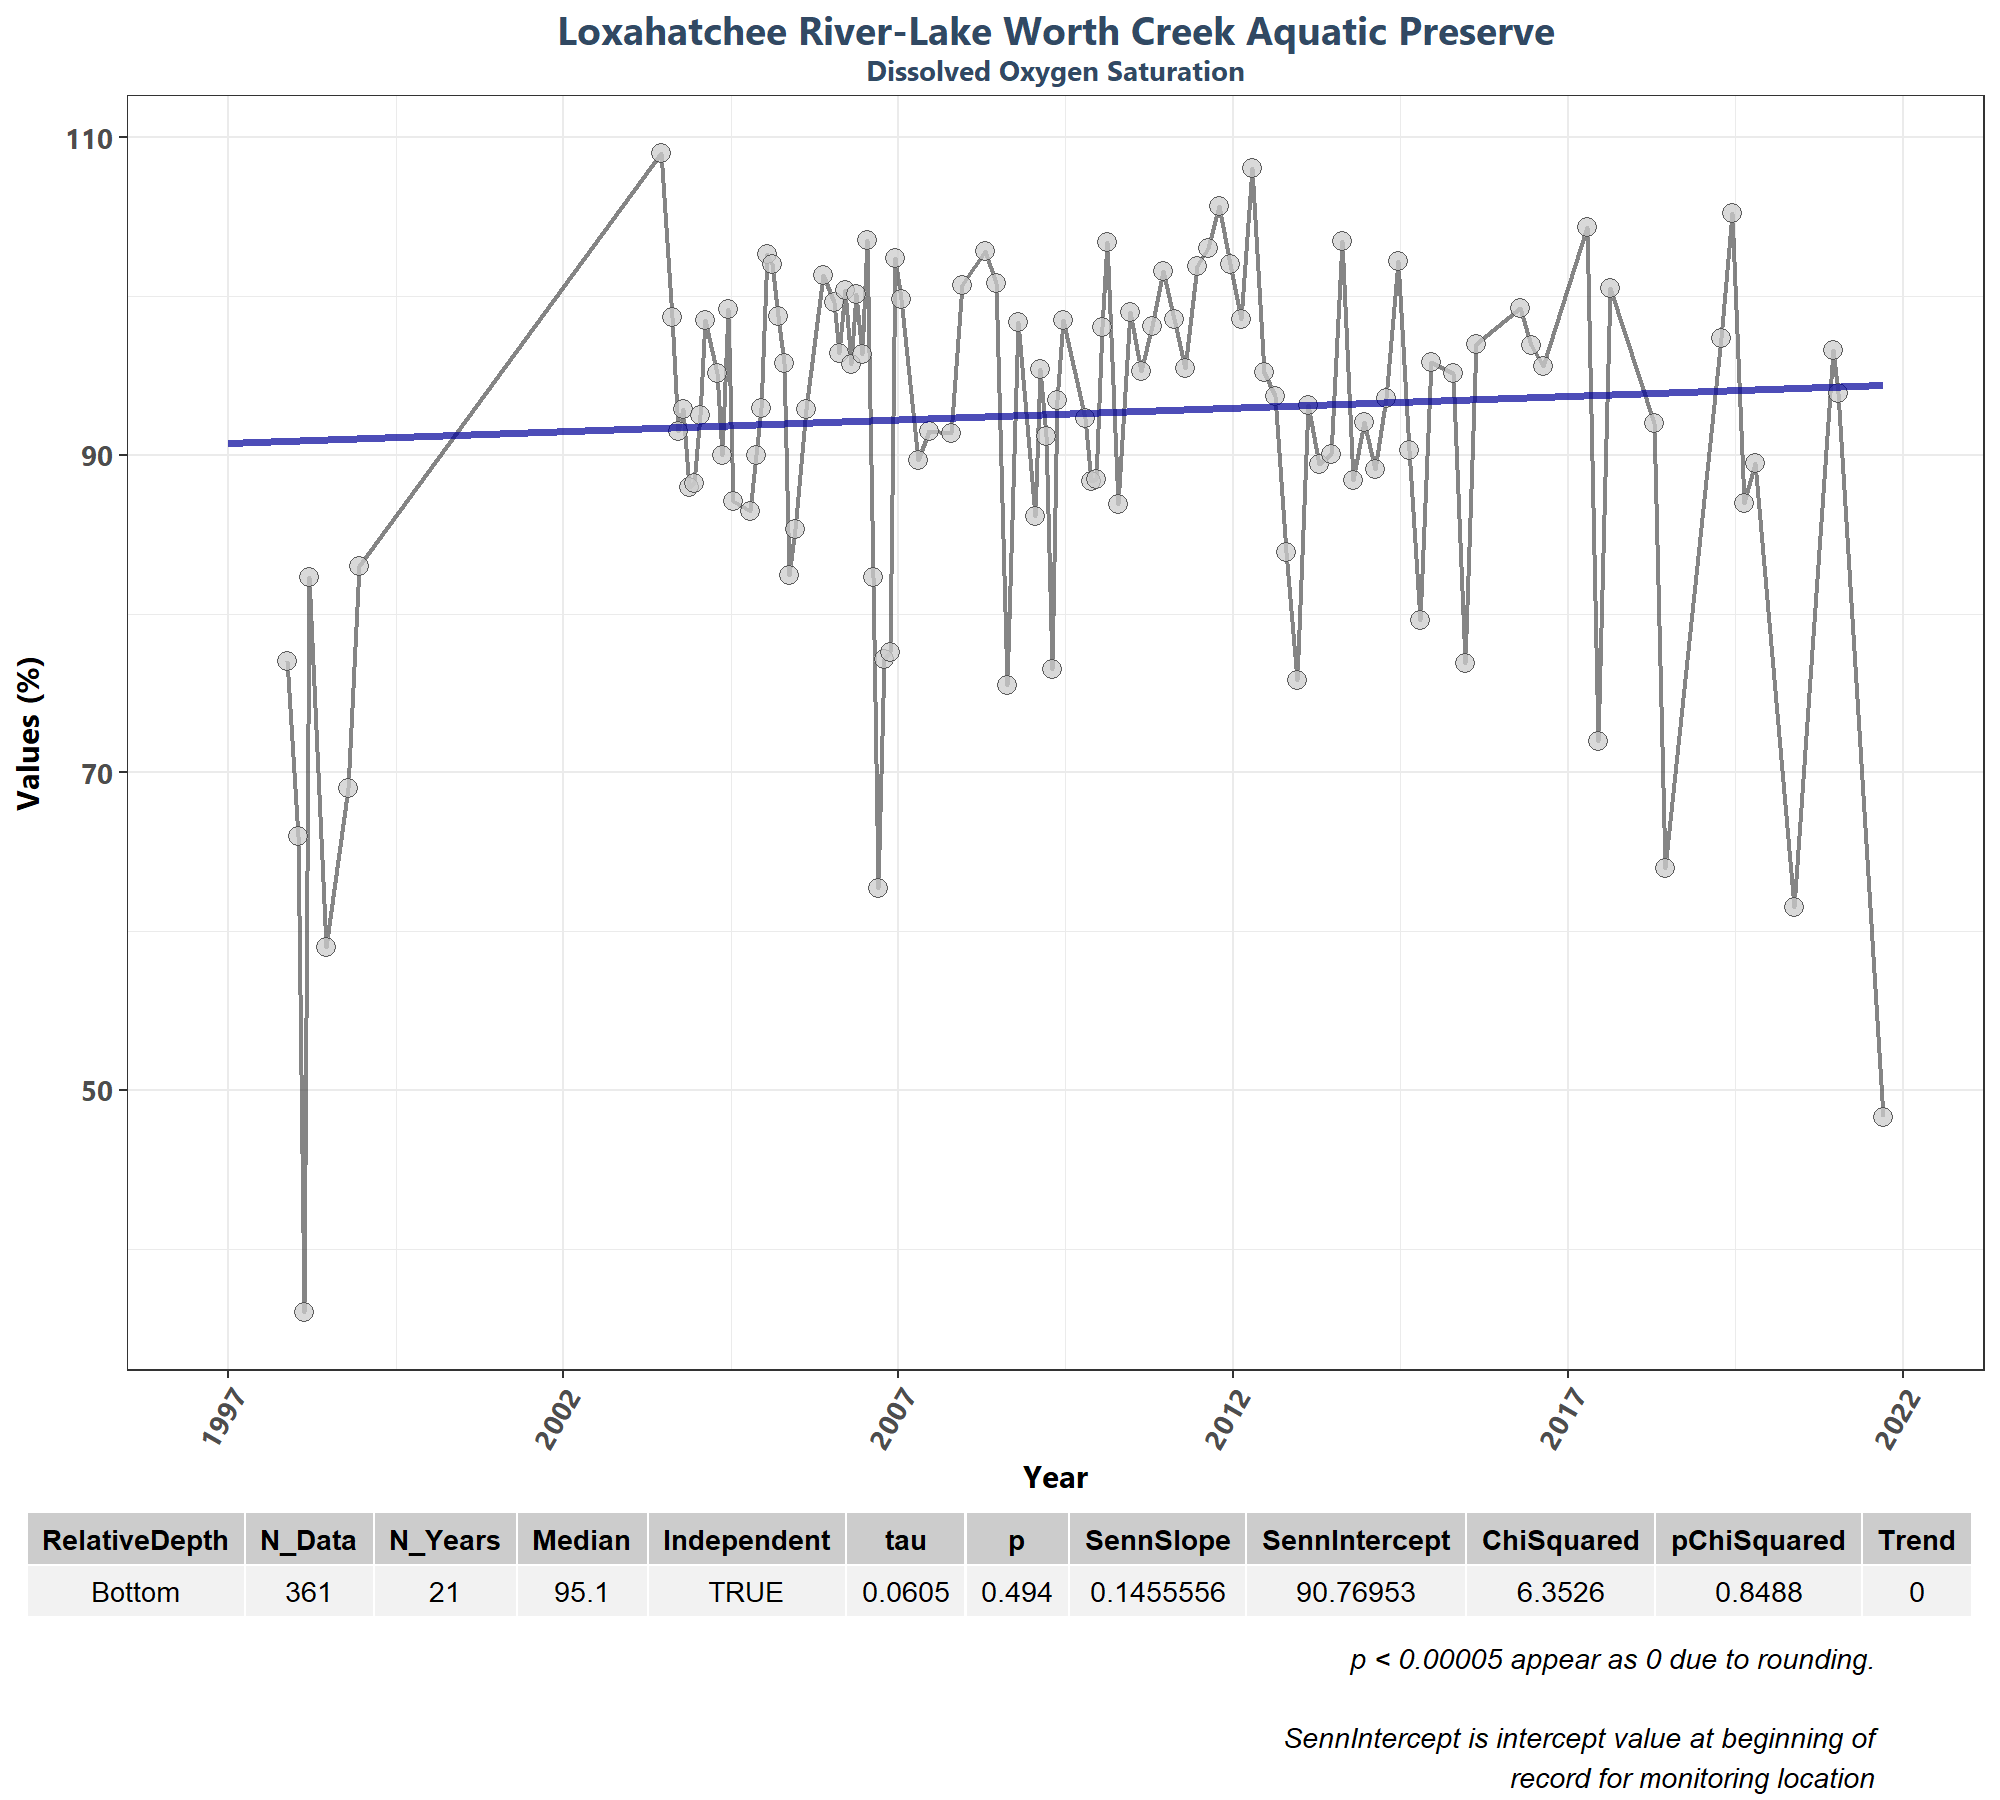 Loxahatchee River-Lake Worth Creek Aquatic Preserve
Dissolved Oxygen Saturation
110
90
70
50
Values (%)
1997 2002 2007 2012 2017 2022
Year
RelativeDepth N_Data N_Years Median Independent tau p SennSlope SennIntercept ChiSquared pChiSquared Trend
Bottom 361 21 95.1 TRUE 0.0605 0.494 0.1455556 90.76953 6.3526 0.8488 0
p < 0.00005 appear as 0 due to rounding.
SennIntercept is intercept value at beginning of
record for monitoring location